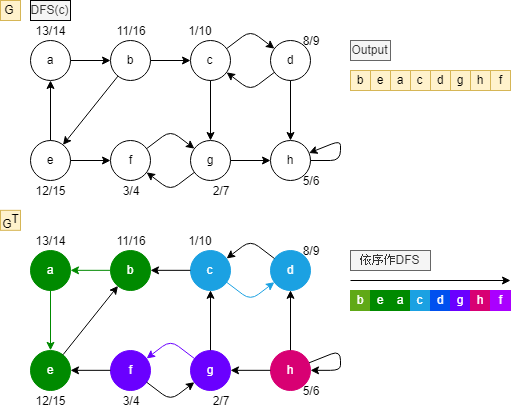 G DFS(c)
13/14 11/16 1/10 8/9
a b c d
Output
b e a c d g h f
e f g h
12/15 3/4 2/7 5/6
GT
13/14 11/16 1/10 8/9
a b c d
依序作DFS
b e a c d g h f
e f g h
12/15 3/4 2/7 5/6